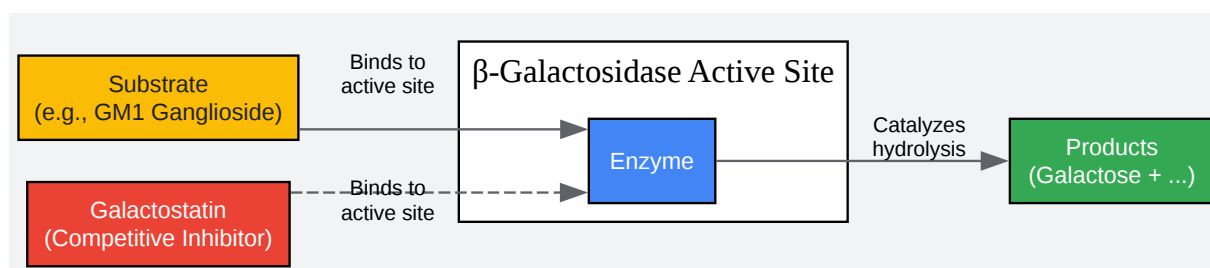 Substrate
(e.g., GM1 Ganglioside)
Binds to
active site
β-Galactosidase Active Site
Enzyme
Catalyzes
hydrolysis
Products
(Galactose + ...)
Galactostatin
(Competitive Inhibitor)
Binds to
active site